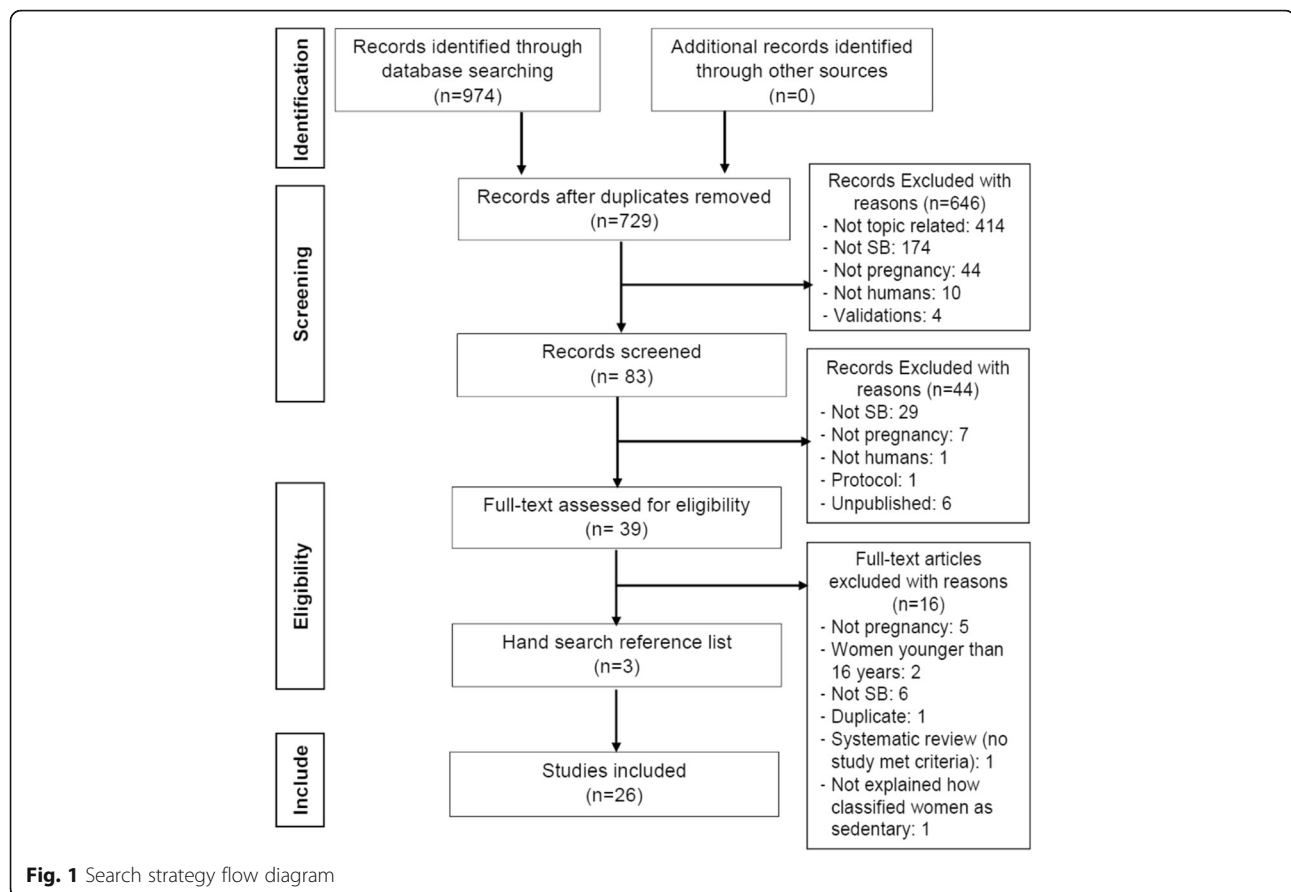 Identification
Records identified through
database searching
(n=974)
Additional records identified
through other sources
(n=0)
Screening
Records after duplicates removed
(n=729)
Records Excluded with
reasons (n=646)
- Not topic related: 414
- Not SB: 174
- Not pregnancy: 44
- Not humans: 10
- Validations: 4
Records screened
(n= 83)
Records Excluded with
reasons (n=44)
- Not SB: 29
- Not pregnancy: 7
- Not humans: 1
- Protocol: 1
- Unpublished: 6
Eligibility
Full-text assessed for eligibility
(n= 39)
Full-text articles
excluded with reasons
(n=16)
- Not pregnancy: 5
- Women younger than
16 years: 2
- Not SB: 6
- Duplicate: 1
- Systematic review (no
study met criteria): 1
- Not explained how
classified women as
sedentary: 1
Hand search reference list
(n=3)
Include
Studies included
(n=26)
Fig. 1 Search strategy flow diagram